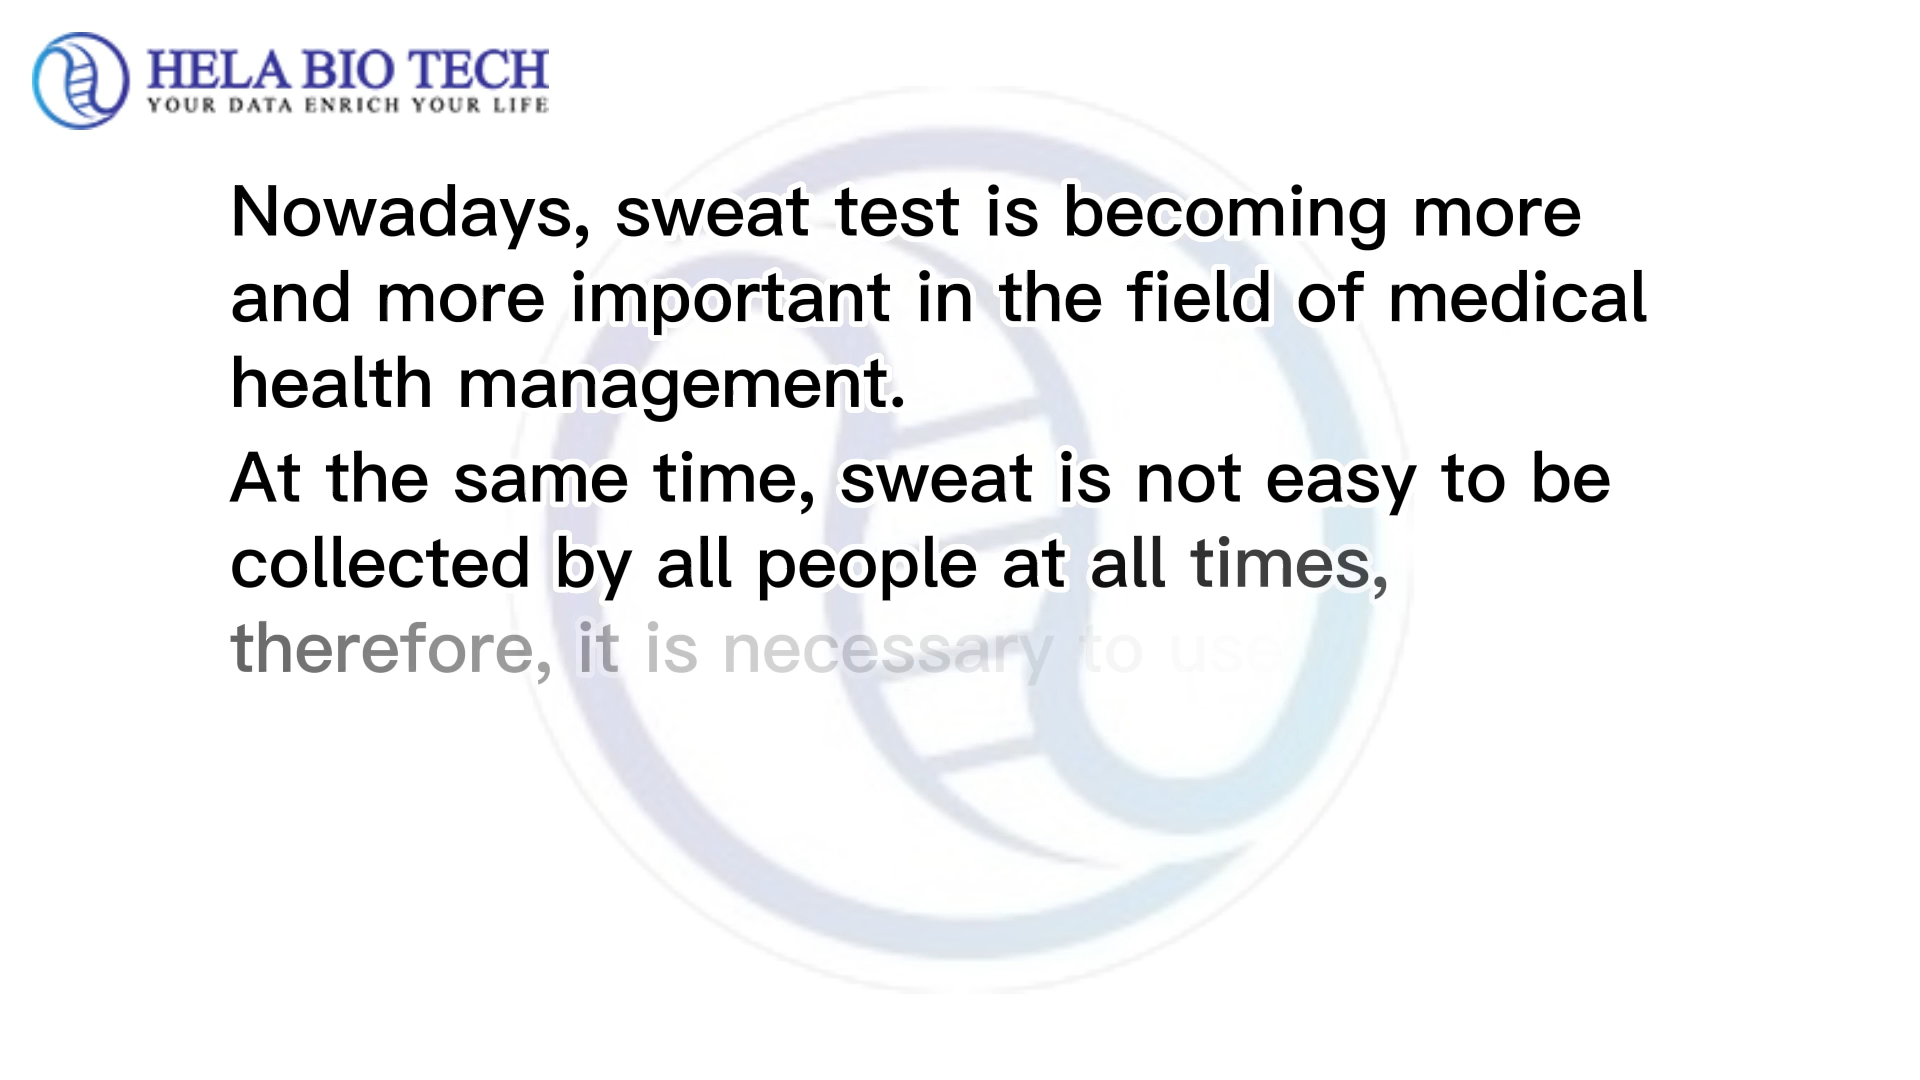 HELA BIO TECH
YOUR DATA ENRICH YOUR LIFE
Nowadays, sweat test is becoming more
and more important in the field of medical
health management.
At the same time, sweat is not easy to be
collected by all people at all times,
therefore, it is necessary to use